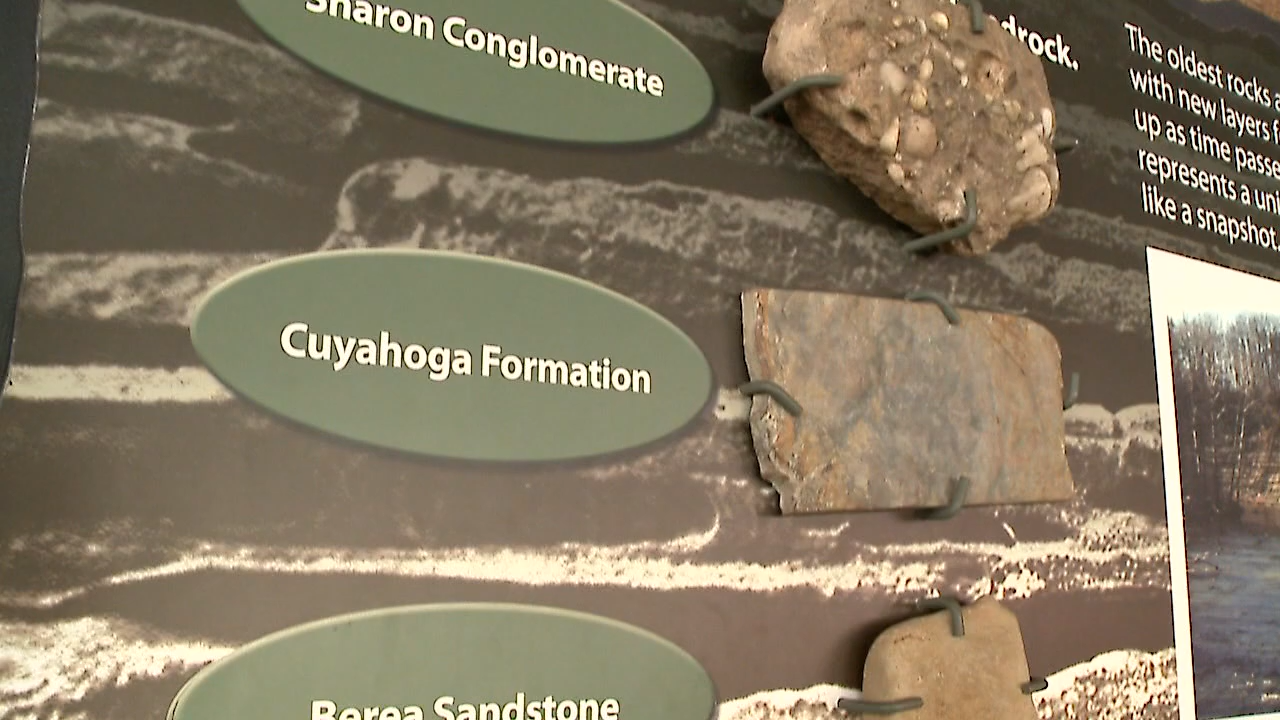 Sharon Conglomerate
drock.
The oldest rocks a
with new layers f
up as time passe
represents a uni
like a snapshot.
Cuyahoga Formation
Berea Sandstone